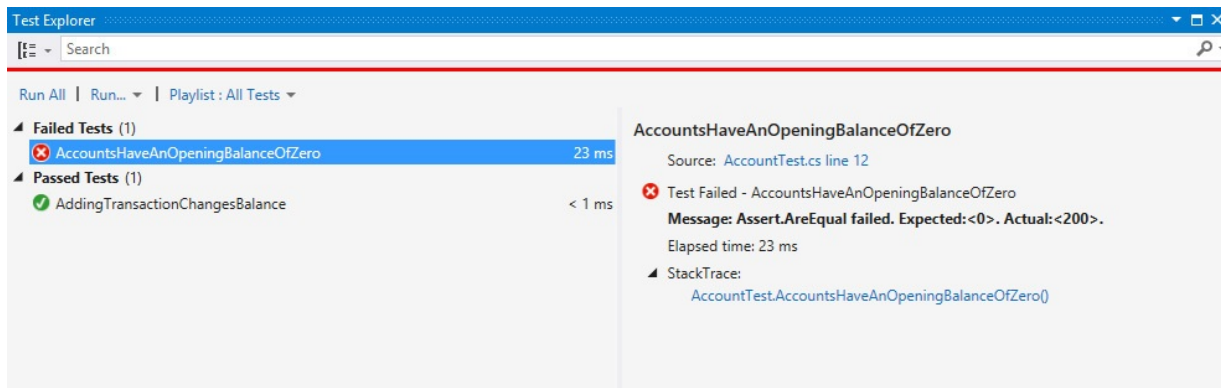 Test Explorer
Search
Run All | Run... | Playlist : All Tests
Failed Tests (1)
AccountsHaveAnOpeningBalanceOfZero 23 ms
Passed Tests (1)
AddingTransactionChangesBalance < 1 ms
AccountsHaveAnOpeningBalanceOfZero
Source: AccountTest.cs line 12
Test Failed - AccountsHaveAnOpeningBalanceOfZero
Message: Assert.AreEqual failed. Expected:<0>. Actual:<200>.
Elapsed time: 23 ms
StackTrace:
AccountTest.AccountsHaveAnOpeningBalanceOfZero()